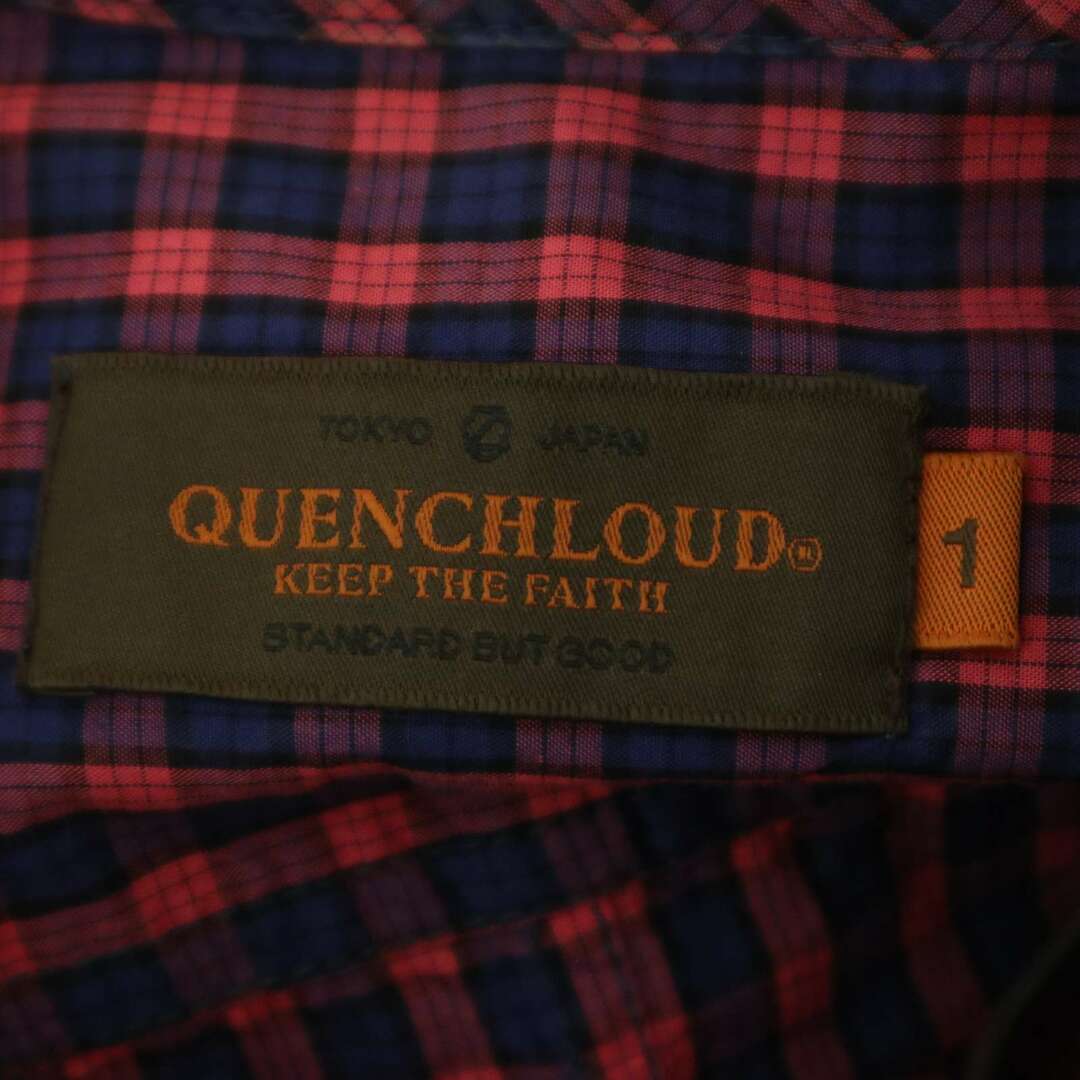 TOKYO JAPAN
QUENCHLOUD
KEEP THE FAITH
STANDARD BUT GOOD
1